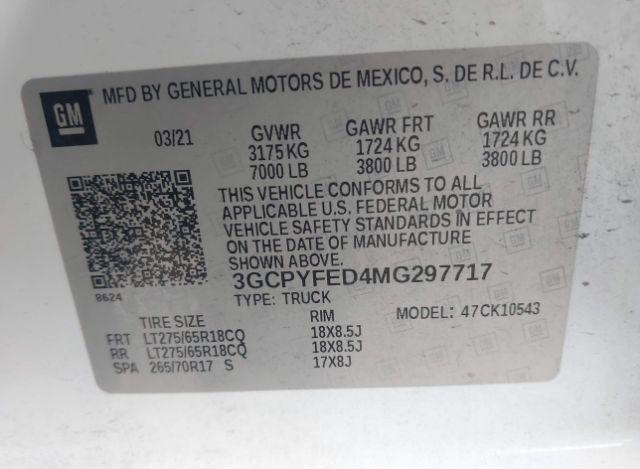 GM
MFD BY GENERAL MOTORS DE MEXICO, S. DE R.L. DE C.V.
03/21 GVWR GAWR FRT GAWR RR
3175 KG 1724 KG 1724 KG
7000 LB 3800 LB 3800 LB
THIS VEHICLE CONFORMS TO ALL
APPLICABLE U.S. FEDERAL MOTOR
VEHICLE SAFETY STANDARDS IN EFFECT
ON THE DATE OF MANUFACTURE
SHOWN ABOVE.
8624 3GCPYFED4MG297717
TYPE: TRUCK MODEL: 47CK10543
TIRE SIZE RIM
FRT LT275/65R18CQ 18X8.5J
RR LT275/65R18CQ 18X8.5J
SPA 265/70R17 S 17X8J